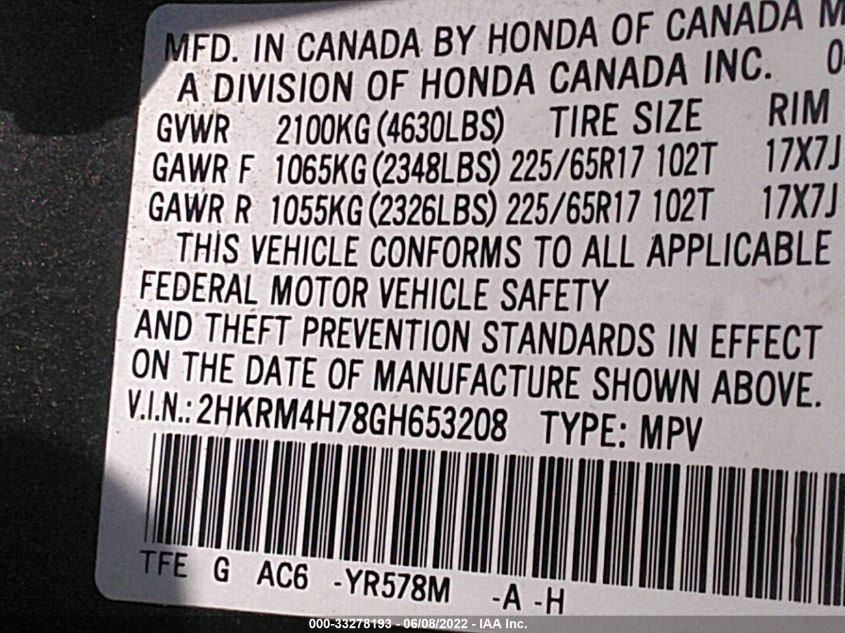 MFD. IN CANADA BY HONDA OF CANADA
A DIVISION OF HONDA CANADA INC.
GVWR 2100KG (4630LBS) TIRE SIZE RIM
GAWR F 1065KG (2348LBS) 225/65R17 102T 17X7J
GAWR R 1055KG (2326LBS) 225/65R17 102T 17X7J
THIS VEHICLE CONFORMS TO ALL APPLICABLE
FEDERAL MOTOR VEHICLE SAFETY
AND THEFT PREVENTION STANDARDS IN EFFECT
ON THE DATE OF MANUFACTURE SHOWN ABOVE.
V.I.N.: 2HKRM4H78GH653208 TYPE: MPV
TFE G AC6 -YR578M -A -H
000-33278193 - 06/08/2022 - IAA Inc.